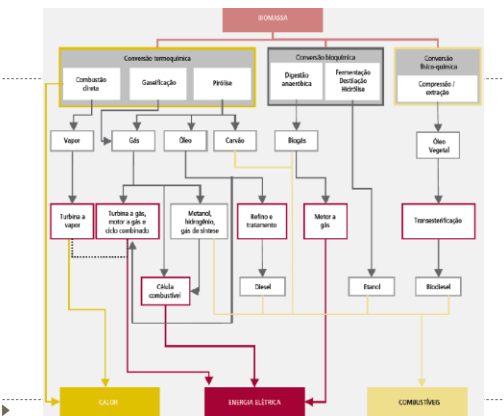 BIOMASSA
Conversão termoquímica
Conversão bioquímica
Conversão
físico-química
Combustão
direta
Gaseificação
Pirólise
Digestão
anaeróbica
Fermentação
Destilação
Hidrólise
Compressão /
extração
Vapor
Gás
Óleo
Carvão
Biogás
Óleo
Vegetal
Turbina a
vapor
Turbina a gás,
motor a gás e
ciclo combinado
Metanol,
hidrogênio,
gás de síntese
Refino e
tratamento
Motor a
gás
Transesterificação
Célula
combustível
Diesel
Etanol
Biodiesel
CALOR
ENERGIA ELÉTRICA
COMBUSTÍVEIS